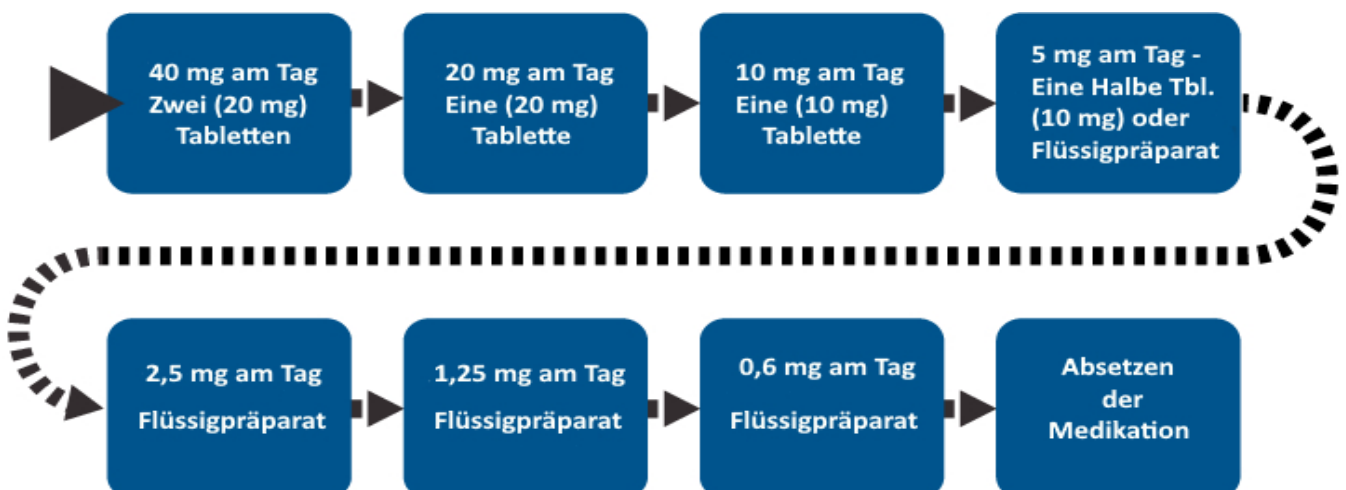 40 mg am Tag
Zwei (20 mg)
Tabletten
20 mg am Tag
Eine (20 mg)
Tablette
10 mg am Tag
Eine (10 mg)
Tablette
5 mg am Tag -
Eine Halbe Tbl.
(10 mg) oder
Flüssigpräparat
2,5 mg am Tag
Flüssigpräparat
1,25 mg am Tag
Flüssigpräparat
0,6 mg am Tag
Flüssigpräparat
Absetzen
der
Medikation